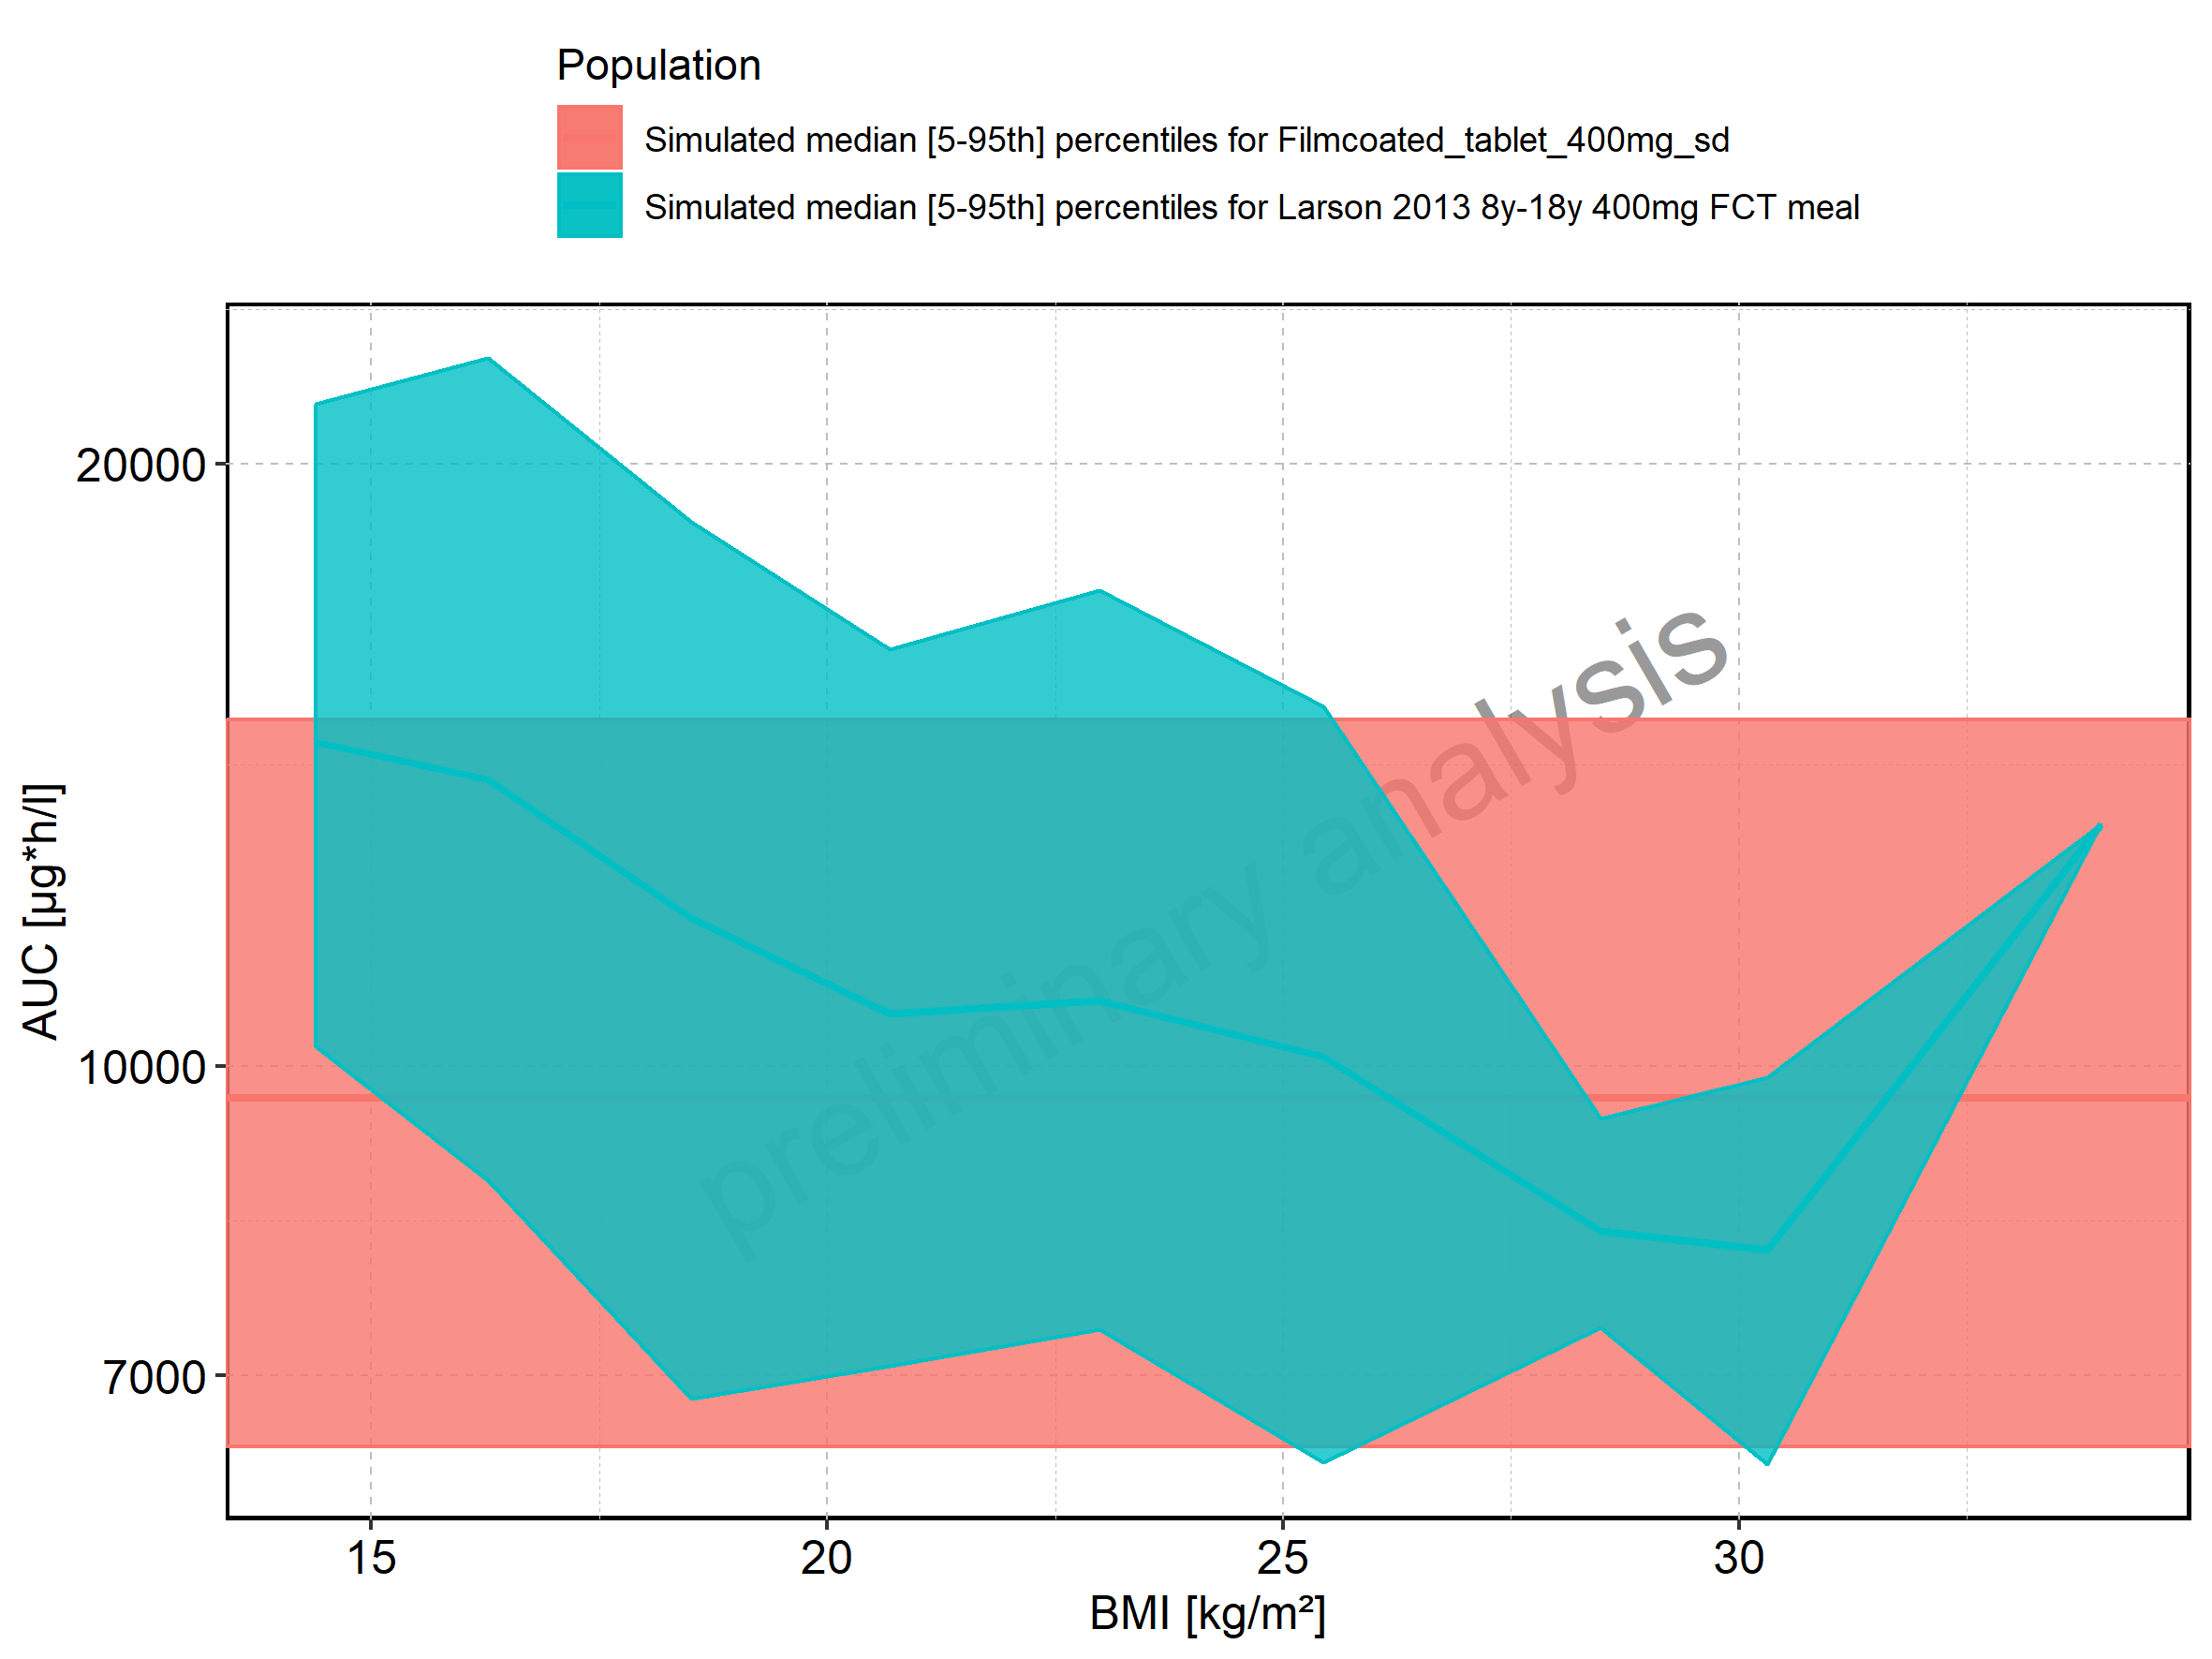 Population
Simulated median [5-95th] percentiles for Filmcoated_tablet_400mg_sd
Simulated median [5-95th] percentiles for Larson 2013 8y-18y 400mg FCT meal
20000
10000
7000
AUC [µg*h/l]
preliminary analysis
15 20 25 30
BMI [kg/m²]